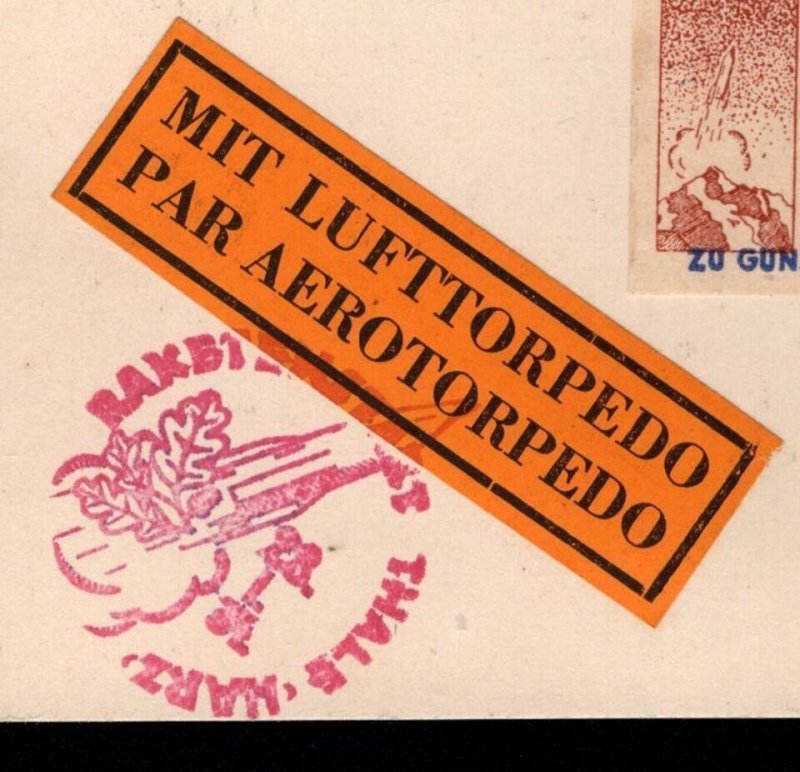 MIT LUFTTORPEDO
PAR AEROTORPEDO
ZU GUN
THALE·HARZ